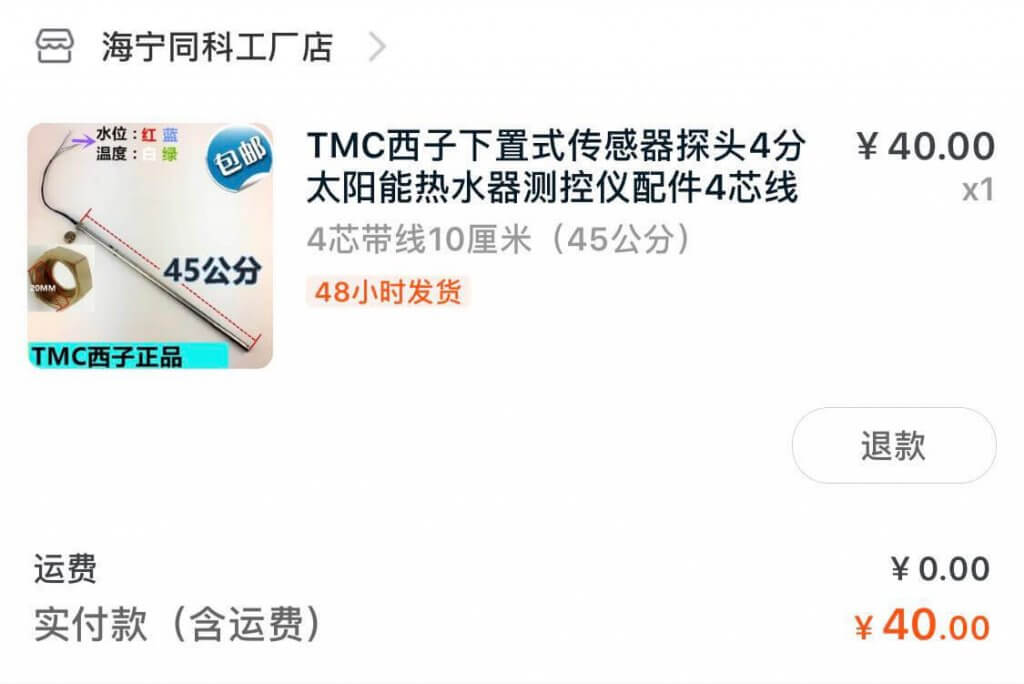 海宁同科工厂店
水位：红 蓝
温度：白 绿
包邮
45公分
20MM
TMC西子正品
TMC西子下置式传感器探头4分
太阳能热水器测控仪配件4芯线
4芯带线10厘米（45公分）
48小时发货
￥40.00
x1
退款
运费
￥0.00
实付款（含运费）
￥40.00